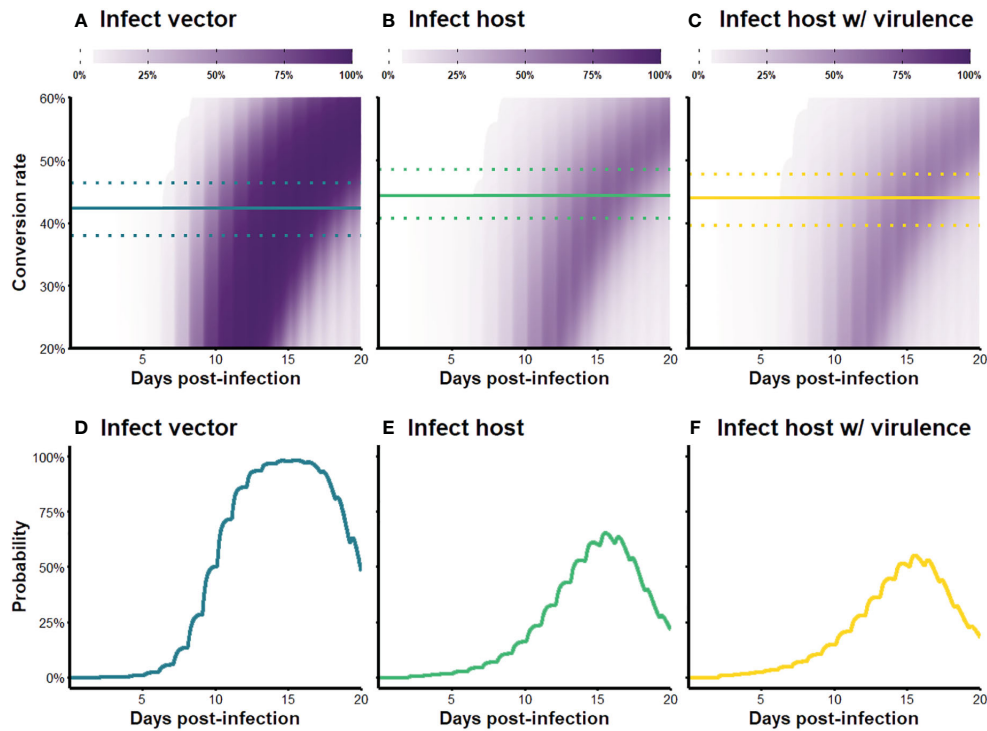 A Infect vector
B Infect host
C Infect host w/ virulence
0% 25% 50% 75% 100%
0% 25% 50% 75% 100%
0% 25% 50% 75% 100%
Conversion rate
60%
50%
40%
30%
20%
5 10 15 20
5 10 15 20
5 10 15 20
Days post-infection
Days post-infection
Days post-infection
D Infect vector
E Infect host
F Infect host w/ virulence
Probability
100%
75%
50%
25%
0%
5 10 15 20
5 10 15 20
5 10 15 20
Days post-infection
Days post-infection
Days post-infection